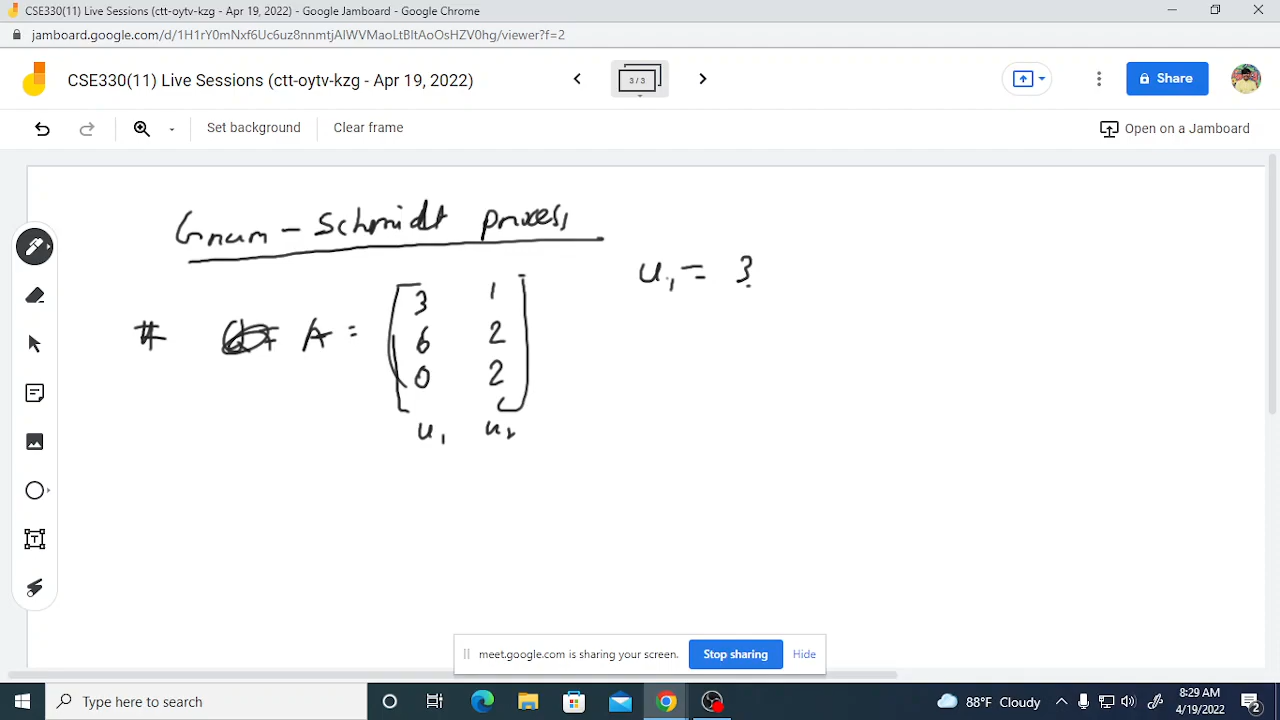 CSE330(11) Live Sessions (ctt-oytv-kzg - Apr 19, 2022) - Google Jamboard - Google Chrome
jamboard.google.com/d/1H1rY0mNxf6Uc6uz8nnmtjAIWVMaoLtBltAoOsHZV0hg/viewer?f=2
CSE330(11) Live Sessions (ctt-oytv-kzg - Apr 19, 2022)
3 / 3
Share
Set background
Clear frame
Open on a Jamboard
Gram - Schmidt process
u₁ = 3
# A = [3 1
6 2
0 2]
u₁ u₂
meet.google.com is sharing your screen.
Stop sharing
Hide
Type here to search
88°F Cloudy
8:29 AM
4/19/2022
2